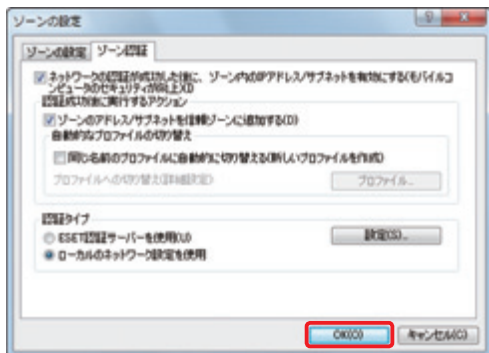 ゾーンの設定
ゾーンの設定 ゾーン認証
ネットワークの認証が成功した後に、ゾーン内のIPアドレス/サブネットを有効にする(モバイルコ
ンピュータのセキュリティが向上)(X)
認証成功後に実行するアクション
ゾーンのアドレス/サブネットを信頼ゾーンに追加する(D)
自動的なプロファイルの切り替え
同じ名前のプロファイルに自動的に切り替える(新しいプロファイルを作成)
プロファイルへの切り替え(詳細設定)
プロファイル...
認証タイプ
ESET認証サーバーを使用(U)
設定(S)...
ローカルのネットワーク設定を使用
OK(O) キャンセル(C)